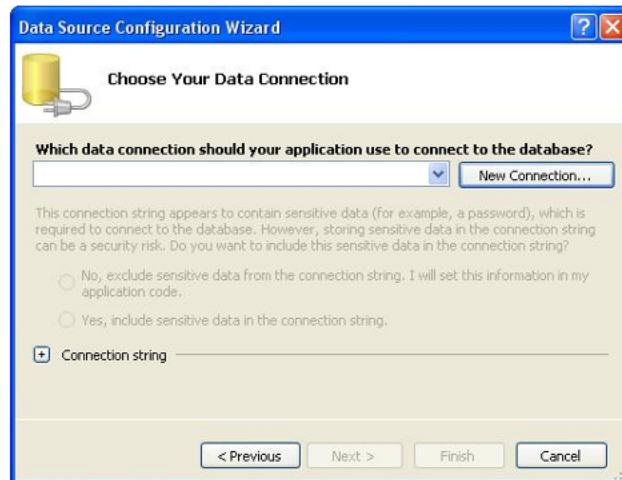 Data Source Configuration Wizard
Choose Your Data Connection
Which data connection should your application use to connect to the database?
New Connection...
This connection string appears to contain sensitive data (for example, a password), which is
required to connect to the database. However, storing sensitive data in the connection string
can be a security risk. Do you want to include this sensitive data in the connection string?
No, exclude sensitive data from the connection string. I will set this information in my
application code.
Yes, include sensitive data in the connection string.
+ Connection string
< Previous Next > Finish Cancel